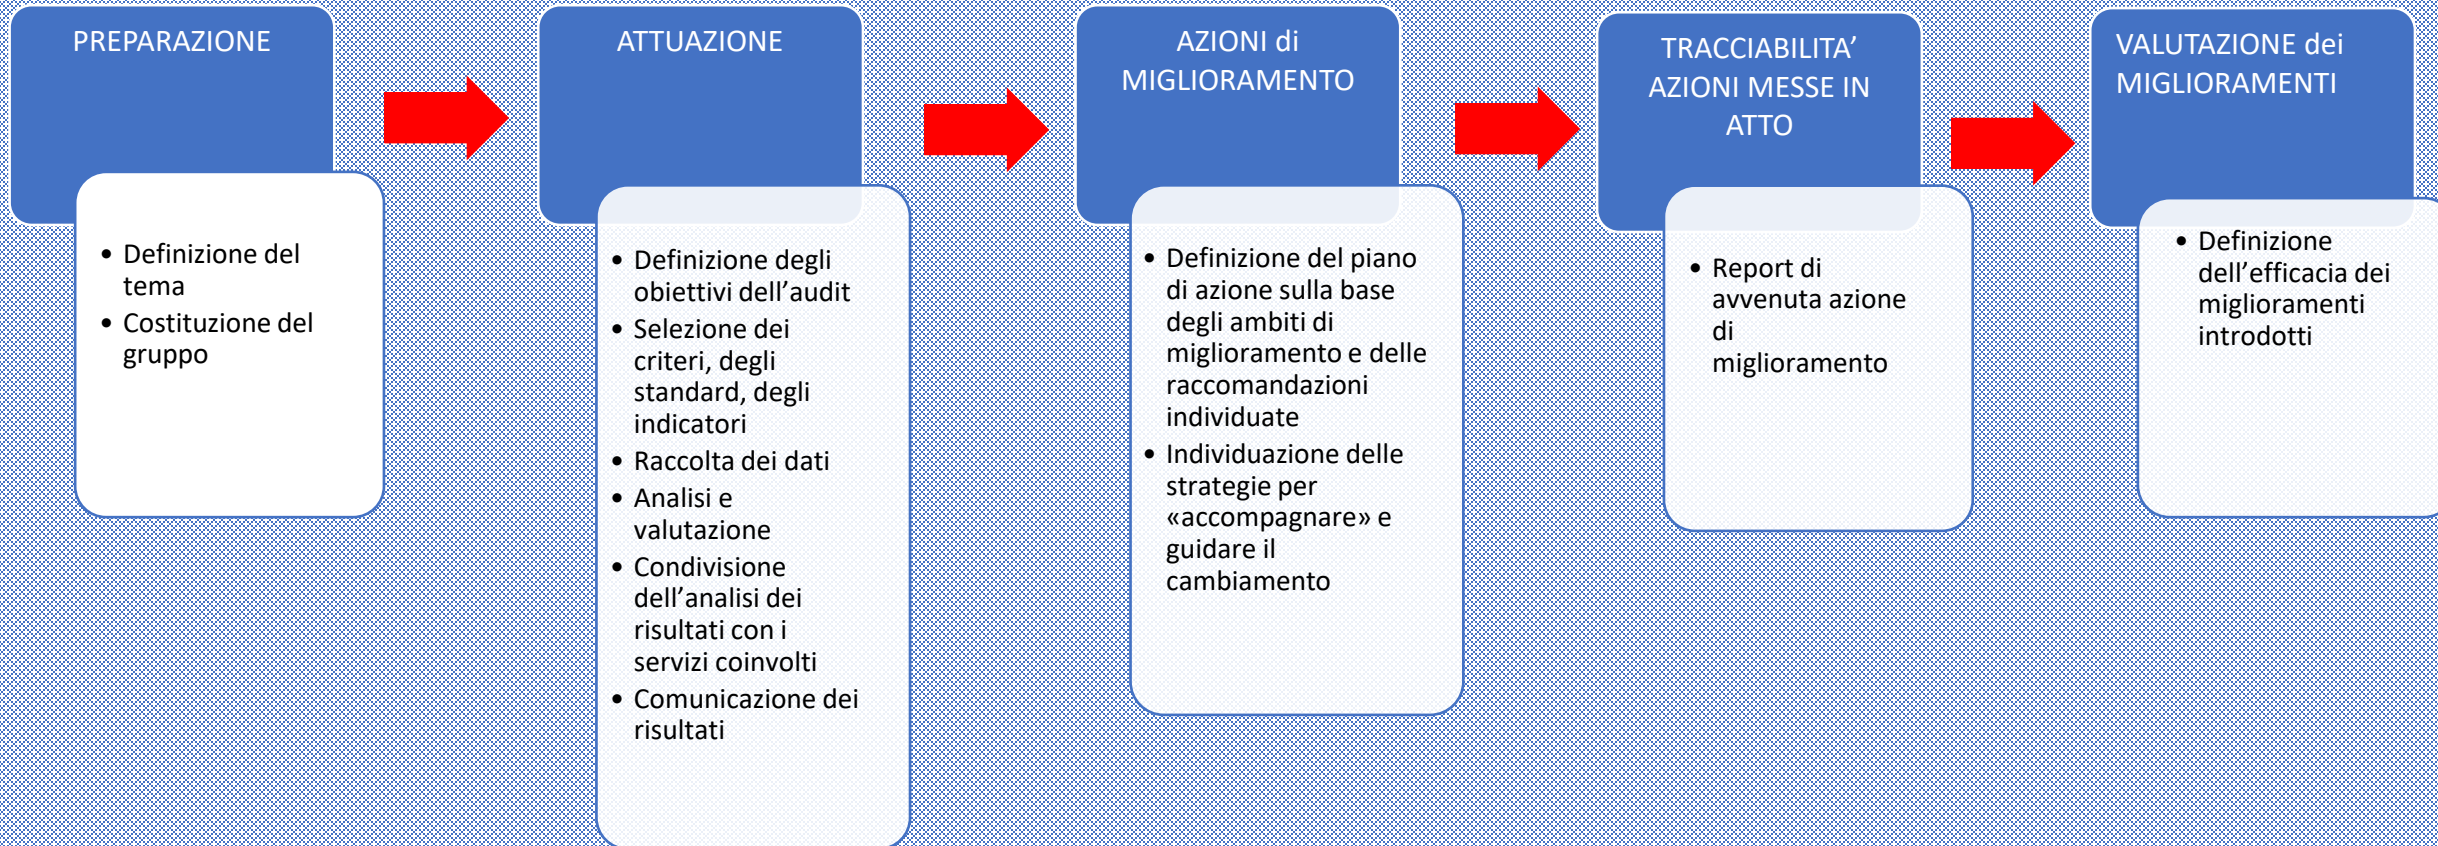 PREPARAZIONE
• Definizione del
tema
• Costituzione del
gruppo
ATTUAZIONE
• Definizione degli
obiettivi dell’audit
• Selezione dei
criteri, degli
standard, degli
indicatori
• Raccolta dei dati
• Analisi e
valutazione
• Condivisione
dell’analisi dei
risultati con i
servizi coinvolti
• Comunicazione dei
risultati
AZIONI di
MIGLIORAMENTO
• Definizione del piano
di azione sulla base
degli ambiti di
miglioramento e delle
raccomandazioni
individuate
• Individuazione delle
strategie per
«accompagnare» e
guidare il
cambiamento
TRACCIABILITA’
AZIONI MESSE IN
ATTO
• Report di
avvenuta azione
di
miglioramento
VALUTAZIONE dei
MIGLIORAMENTI
• Definizione
dell’efficacia dei
miglioramenti
introdotti